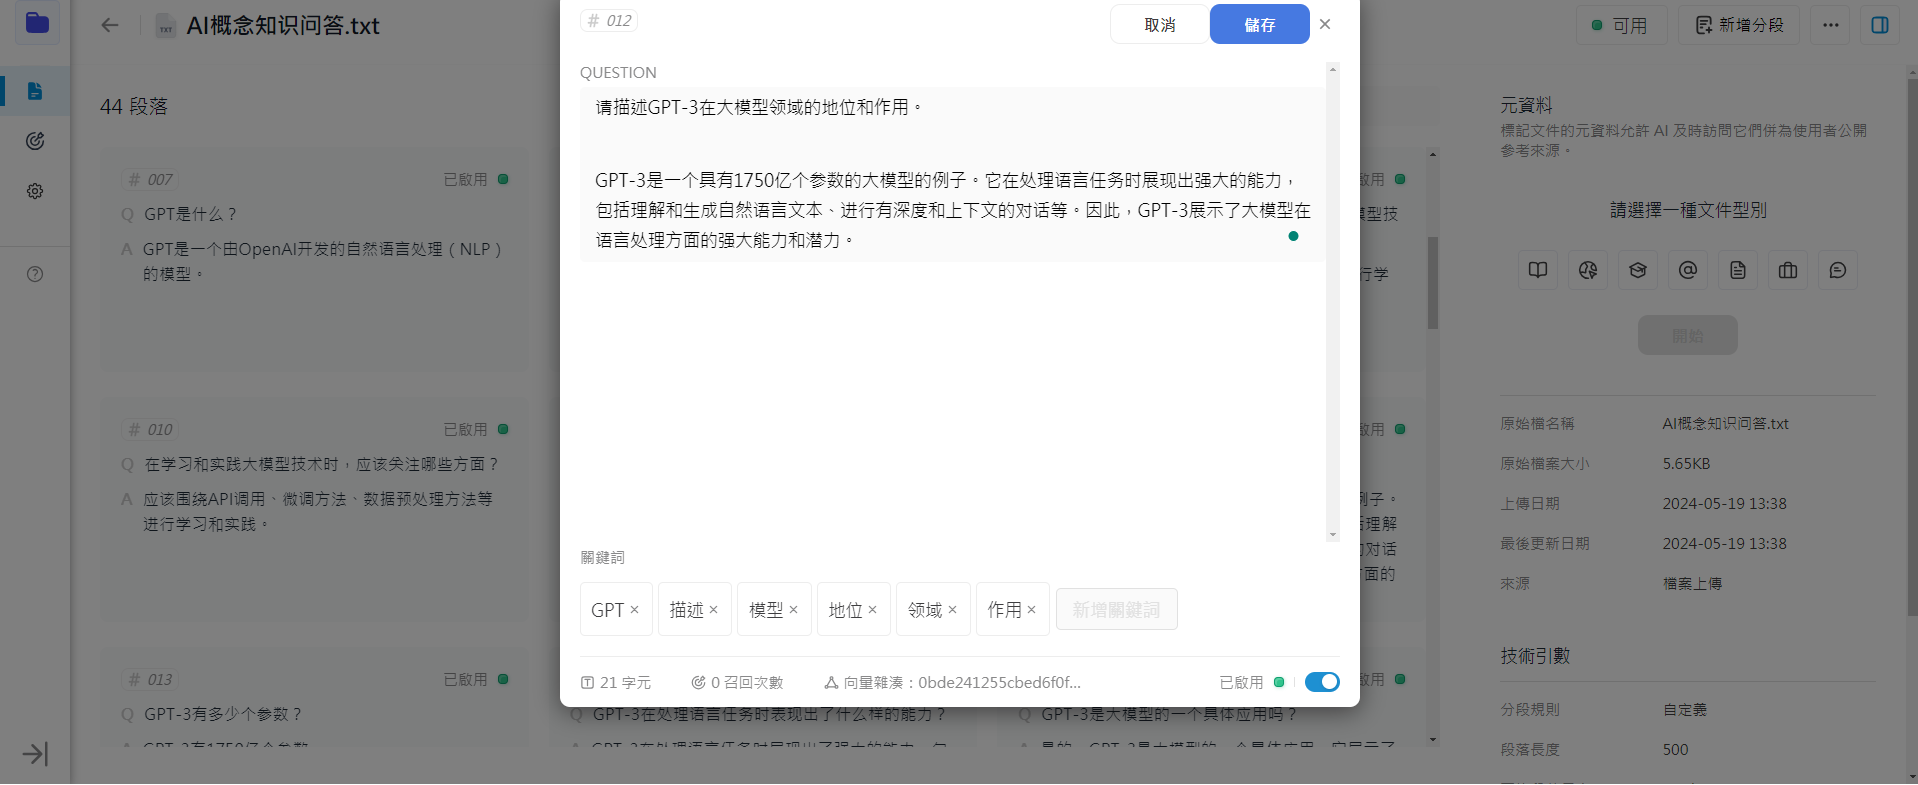 AI概念知识问答.txt
44 段落
# 007
已啟用
Q GPT是什么？
A GPT是一个由OpenAI开发的自然语言处理（NLP）
的模型。
# 010
已啟用
Q 在学习和实践大模型技术时，应该关注哪些方面？
A 应该围绕API调用、微调方法、数据预处理方法等
进行学习和实践。
# 013
已啟用
Q GPT-3有多少个参数？
A GPT-3有1750亿个参数
# 012
取消
儲存
QUESTION
请描述GPT-3在大模型领域的地位和作用。
GPT-3是一个具有1750亿个参数的大模型的例子。它在处理语言任务时展现出强大的能力，
包括理解和生成自然语言文本、进行有深度和上下文的对话等。因此，GPT-3展示了大模型在
语言处理方面的强大能力和潜力。
關鍵詞
GPT
描述
模型
地位
领域
作用
新增關鍵詞
21 字元
0 召回次數
向量雜湊：0bde241255cbed6f0f...
已啟用
Q GPT-3在处理语言任务时表现出了什么样的能力？
Q GPT-3是大模型的一个具体应用吗？
啟用
模型技
行学
啟用
例子。
括理解
的对话
方面的
啟用
可用
新增分段
元資料
標記文件的元資料允許 AI 及時訪問它們併為使用者公開
參考來源。
請選擇一種文件型別
開始
原始檔名稱 AI概念知识问答.txt
原始檔案大小 5.65KB
上傳日期 2024-05-19 13:38
最後更新日期 2024-05-19 13:38
來源 檔案上傳
技術引數
分段規則 自定義
段落長度 500